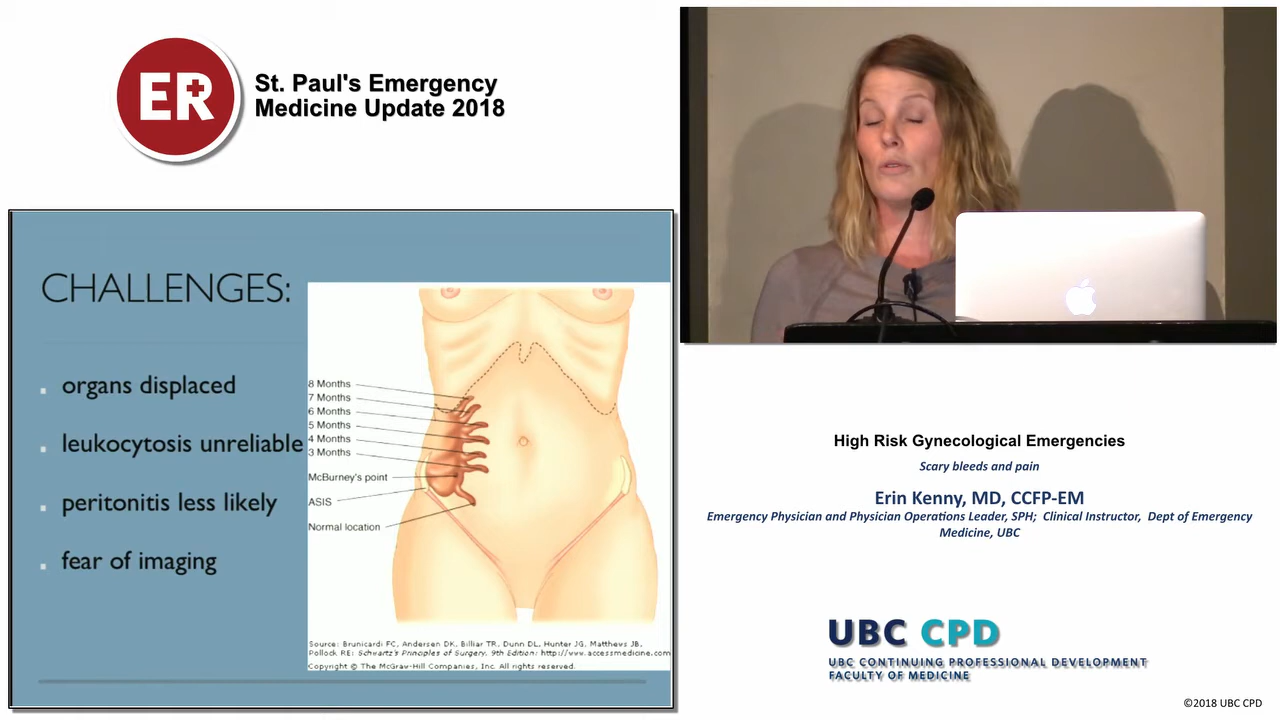 ER
St. Paul's Emergency
Medicine Update 2018
CHALLENGES:
organs displaced
leukocytosis unreliable
peritonitis less likely
fear of imaging
8 Months
7 Months
6 Months
5 Months
4 Months
3 Months
McBurney's point
ASIS
Normal location
Source: Brunicardi FC, Andersen DK, Billiar TR, Dunn DL, Hunter JG, Matthews JB,
Pollock RE: Schwartz's Principles of Surgery, 9th Edition: http://www.accessmedicine.com
Copyright © The McGraw-Hill Companies, Inc. All rights reserved.
High Risk Gynecological Emergencies
Scary bleeds and pain
Erin Kenny, MD, CCFP-EM
Emergency Physician and Physician Operations Leader, SPH; Clinical Instructor, Dept of Emergency
Medicine, UBC
UBC CPD
UBC CONTINUING PROFESSIONAL DEVELOPMENT
FACULTY OF MEDICINE
©2018 UBC CPD